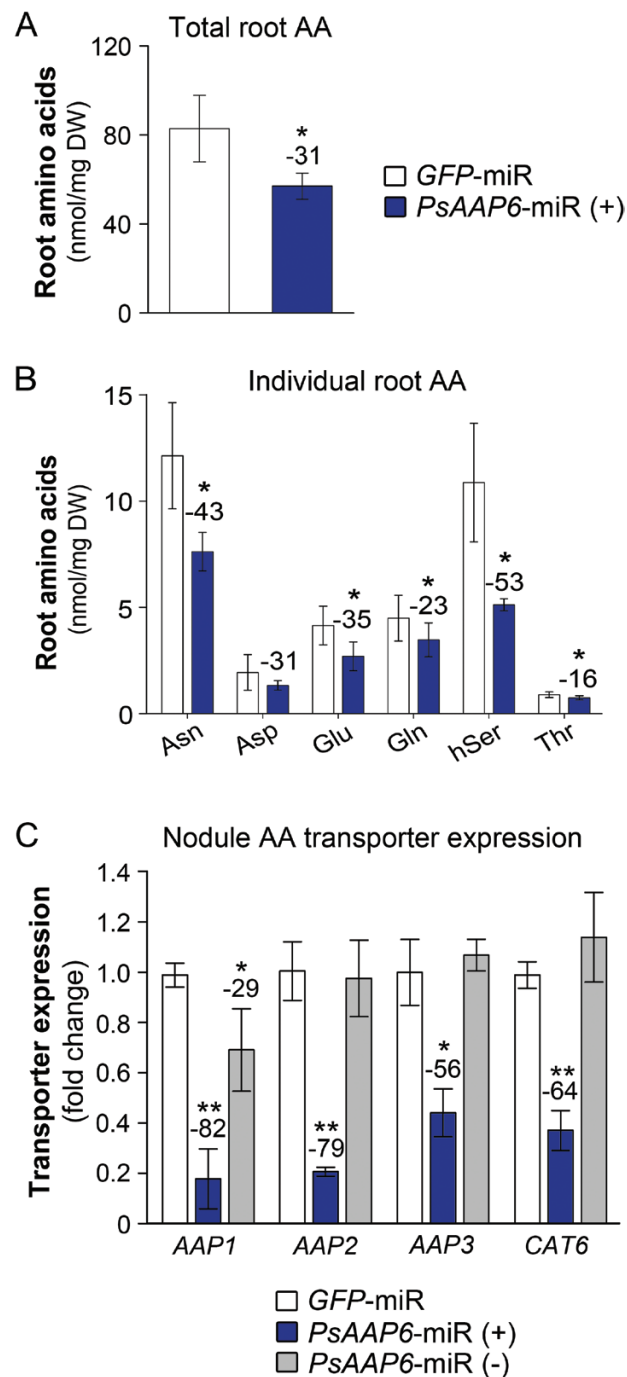 A
Total root AA
Root amino acids
(nmol/mg DW)
120
80
40
0
*
-31
GFP-miR
PsAAP6-miR (+)
B
Individual root AA
Root amino acids
(nmol/mg DW)
15
10
5
0
*
-43
-31
*
-35
*
-23
*
-53
*
-16
Asn Asp Glu Gln hSer Thr
C
Nodule AA transporter expression
Transporter expression
(fold change)
1.4
1.2
1.0
0.8
0.6
0.4
0.2
0
**
-82
*
-29
**
-79
*
-56
**
-64
AAP1 AAP2 AAP3 CAT6
GFP-miR
PsAAP6-miR (+)
PsAAP6-miR (-)